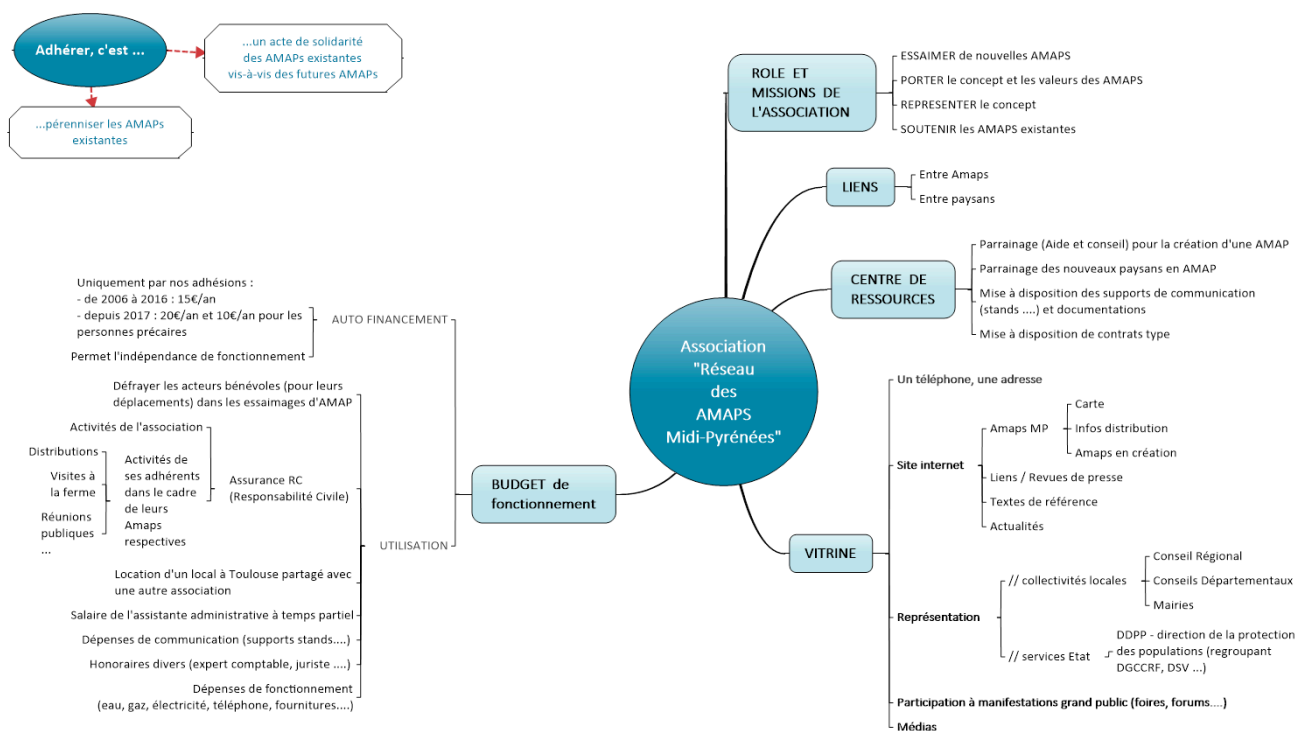 Adhérer, c'est ...
...un acte de solidarité
des AMAPs existantes
vis-à-vis des futures AMAPs
...pérenniser les AMAPs
existantes
Association
"Réseau
des
AMAPS
Midi-Pyrénées"
ROLE ET
MISSIONS DE
L'ASSOCIATION
ESSAIMER de nouvelles AMAPS
PORTER le concept et les valeurs des AMAPS
REPRESENTER le concept
SOUTENIR les AMAPS existantes
LIENS
Entre Amaps
Entre paysans
CENTRE DE
RESSOURCES
Parrainage (Aide et conseil) pour la création d'une AMAP
Parrainage des nouveaux paysans en AMAP
Mise à disposition des supports de communication
(stands ....) et documentations
Mise à disposition de contrats type
VITRINE
Un téléphone, une adresse
Site internet
Amaps MP
Carte
Infos distribution
Amaps en création
Liens / Revues de presse
Textes de référence
Actualités
Représentation
// collectivités locales
Conseil Régional
Conseils Départementaux
Mairies
// services Etat
DDPP - direction de la protection
des populations (regroupant
DGCCRF, DSV ...)
Participation à manifestations grand public (foires, forums....)
Médias
BUDGET de
fonctionnement
AUTO FINANCEMENT
Uniquement par nos adhésions :
- de 2006 à 2016 : 15€/an
- depuis 2017 : 20€/an et 10€/an pour les
personnes précaires
Permet l'indépendance de fonctionnement
UTILISATION
Défrayer les acteurs bénévoles (pour leurs
déplacements) dans les essaimages d'AMAP
Assurance RC
(Responsabilité Civile)
Activités de l'association
Activités de
ses adhérents
dans le cadre
de leurs
Amaps
respectives
Distributions
Visites à
la ferme
Réunions
publiques
...
Location d'un local à Toulouse partagé avec
une autre association
Salaire de l'assistante administrative à temps partiel
Dépenses de communication (supports stands....)
Honoraires divers (expert comptable, juriste ....)
Dépenses de fonctionnement
(eau, gaz, électricité, téléphone, fournitures....)